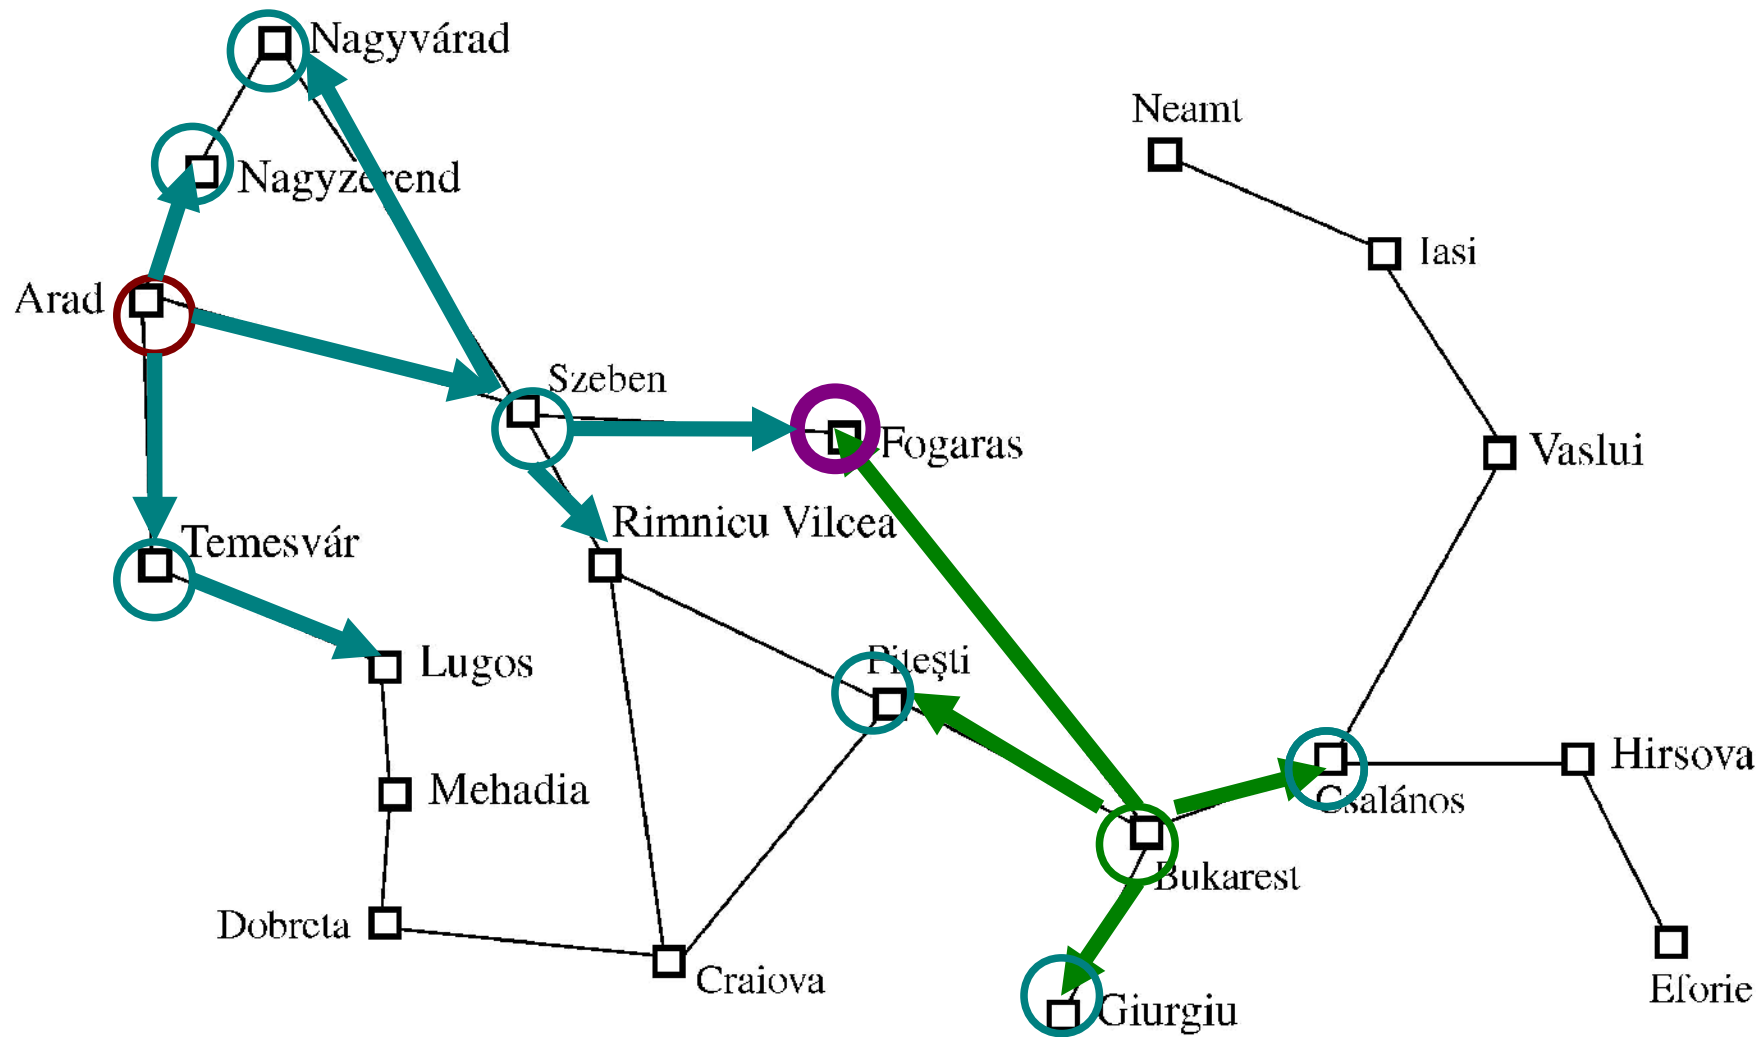 Nagyvárad
Neamt
Nagyzerend
Iasi
Arad
Szeben
Fogaras
Vaslui
Rimnicu Vilcea
Temesvár
Lugos
Piteşti
Hirsova
Mehadia
Csalános
Bukarest
Dobreta
Craiova
Eforie
Giurgiu